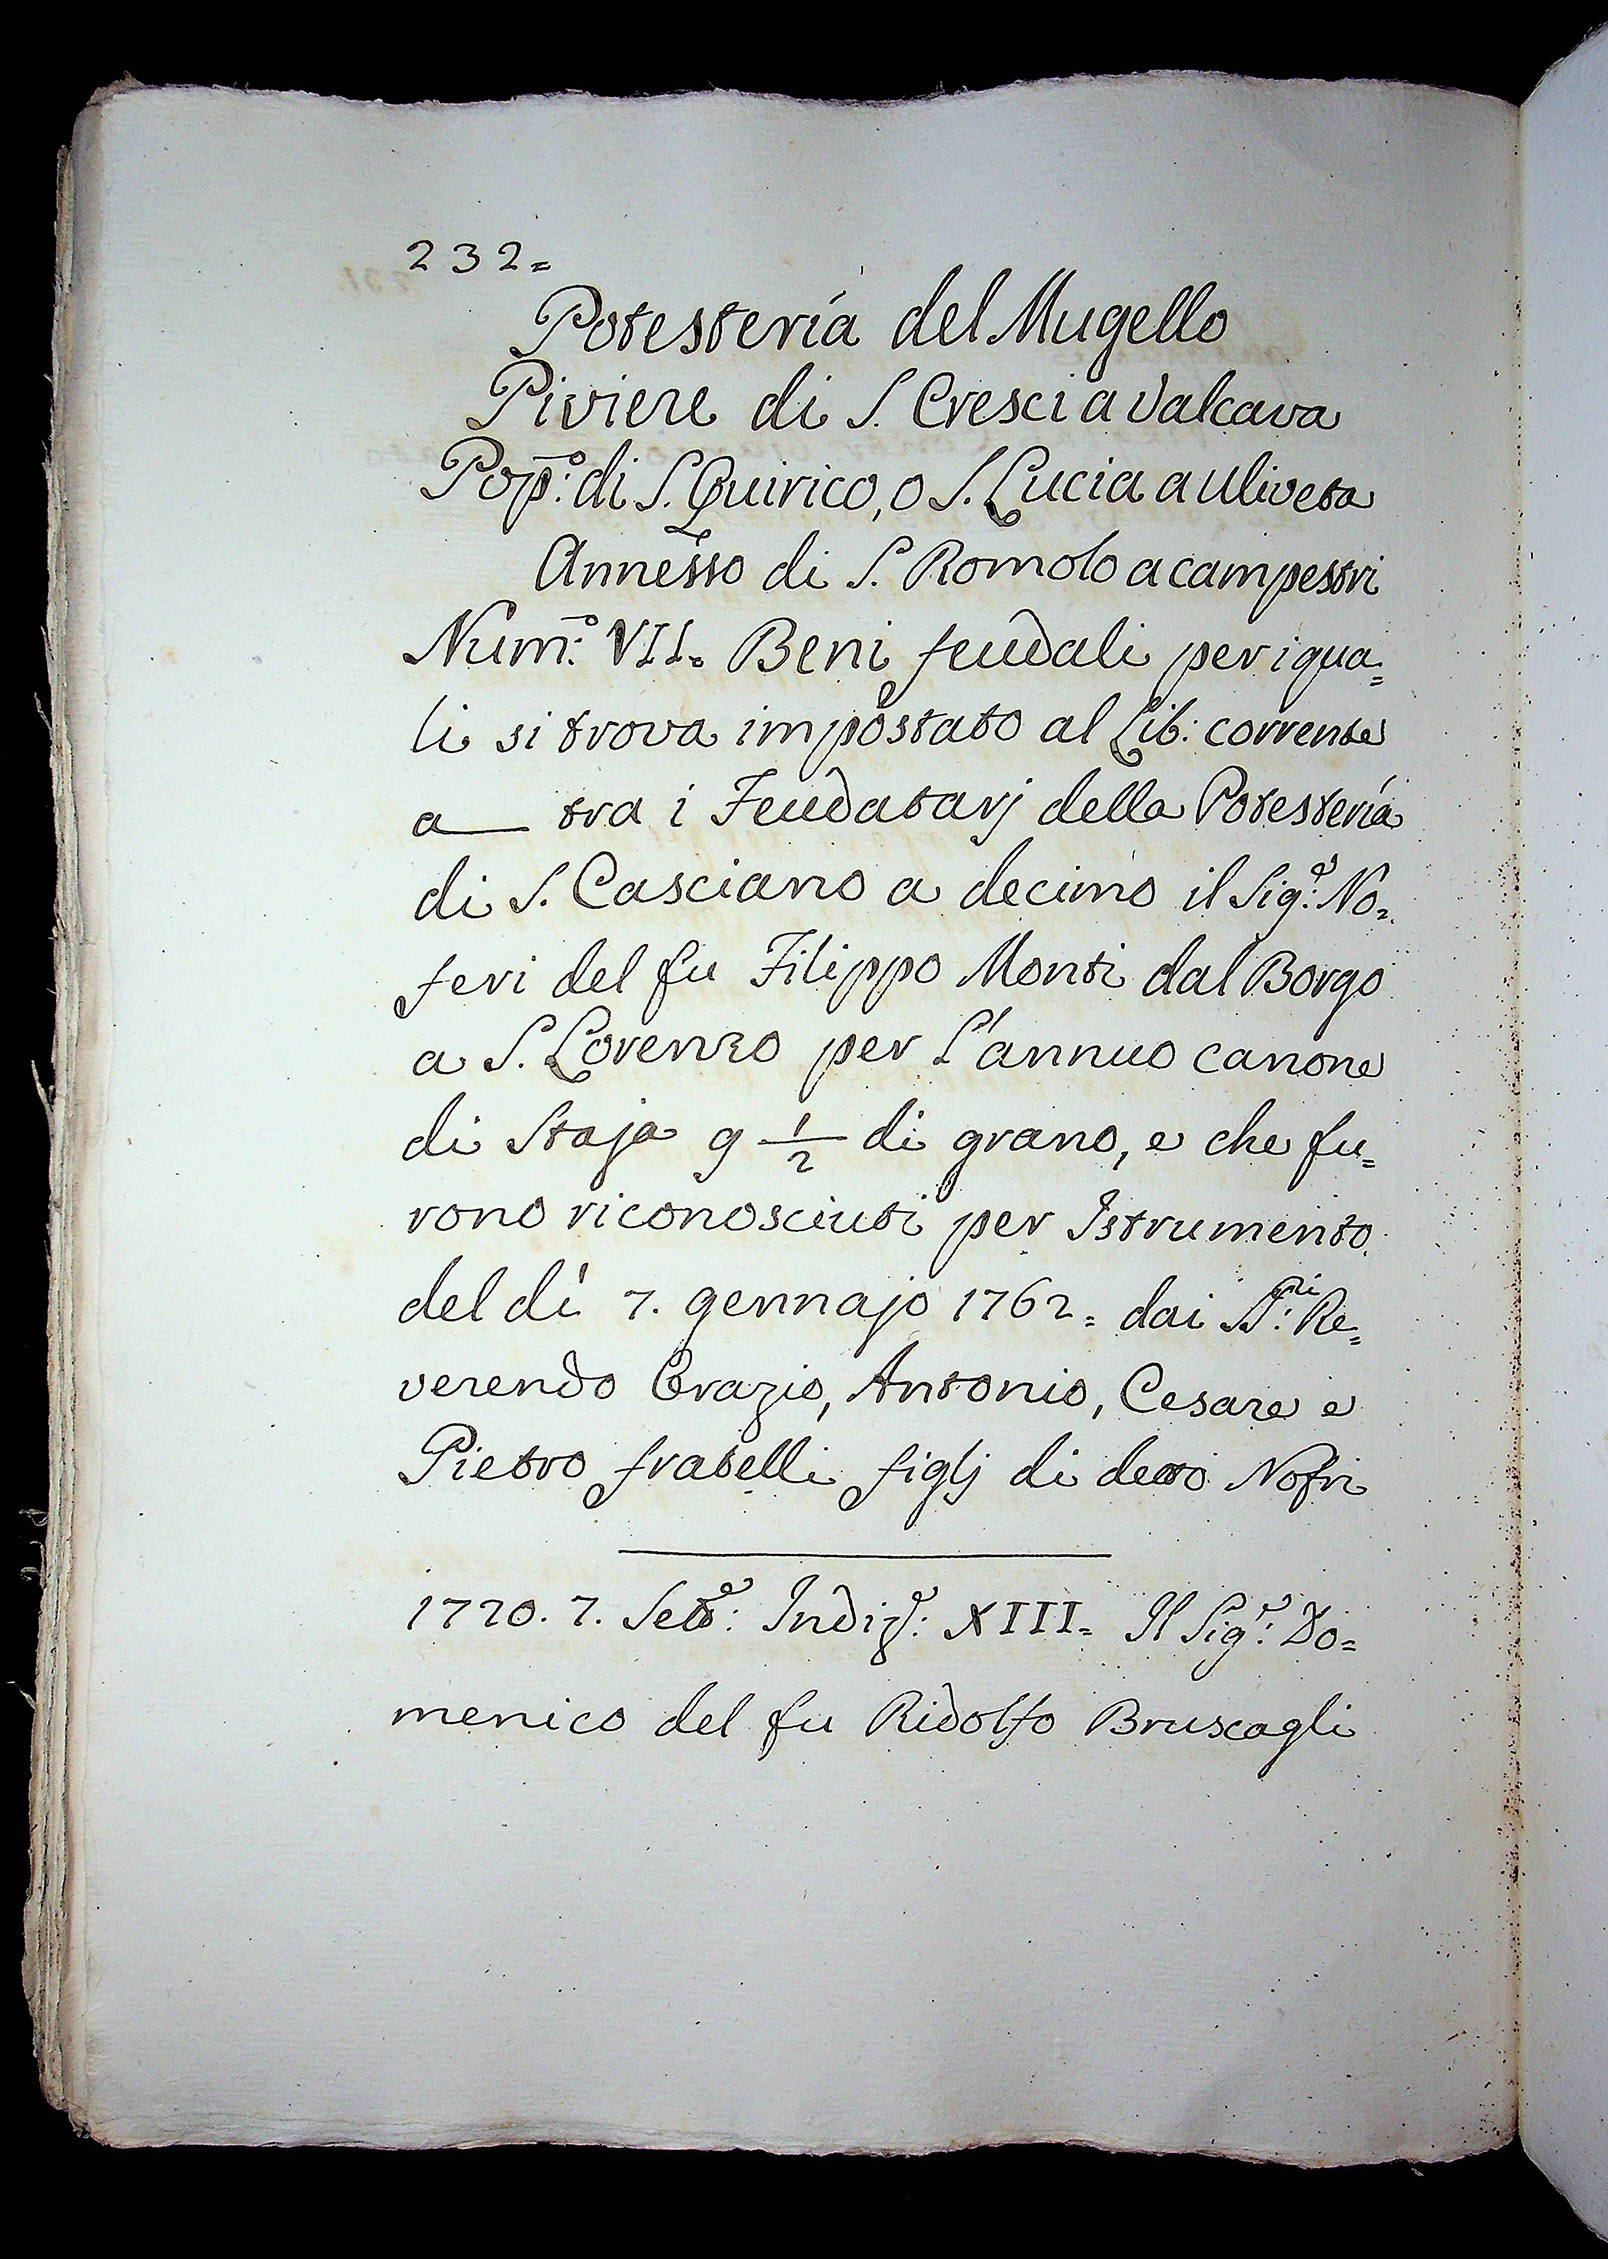 232=
Potestería del Mugello
Piviere di S. Cresci a Valcava
Pop.º di S. Quirico, o S. Lucia a Uliveta
Annesso di S. Romolo a campestri
Num.º VII= Beni feudali per i qua=
li si trova impostato al Lib: corrente
a — tra i Feudatarj della Potestería
di S. Casciano a decimo il Sig.r No=
feri del fu Filippo Monti dal Borgo
a S. Lorenzo per L'annuo canone
di Staja 9 1/2 di grano, e che fu=
rono riconosciuti per Istrumento
del dì 7. gennajo 1762= dai SS.ri Re=
verendo Orazio, Antonio, Cesare e
Pietro fratelli figlj di detto Nofri
1720. 7. Sett.e: Indiz.e: XIII= Il Sig.r: Do=
menico del fu Ridolfo Bruscagli